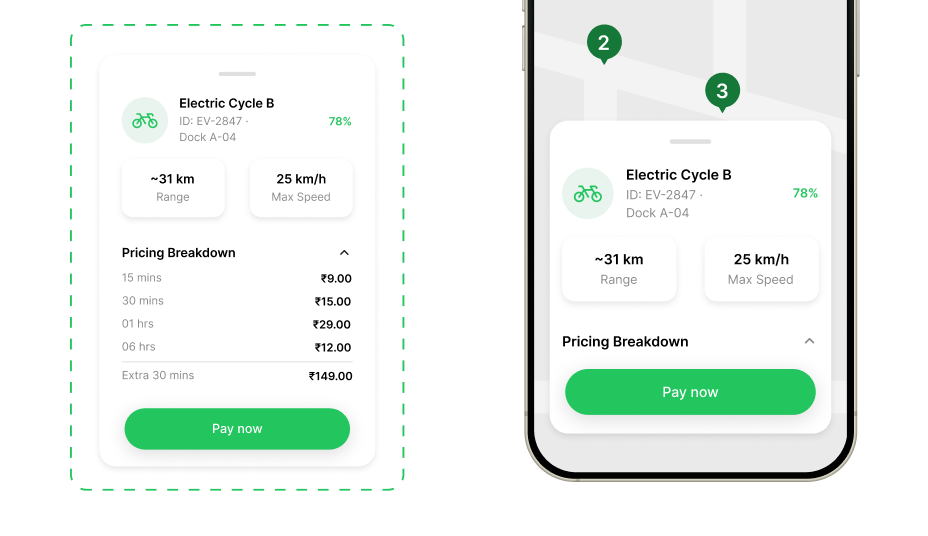 Electric Cycle B
ID: EV-2847 ·
Dock A-04
78%
~31 km
Range
25 km/h
Max Speed
Pricing Breakdown
15 mins ₹9.00
30 mins ₹15.00
01 hrs ₹29.00
06 hrs ₹12.00
Extra 30 mins ₹149.00
Pay now
2
3
Electric Cycle B
ID: EV-2847 ·
Dock A-04
78%
~31 km
Range
25 km/h
Max Speed
Pricing Breakdown
Pay now